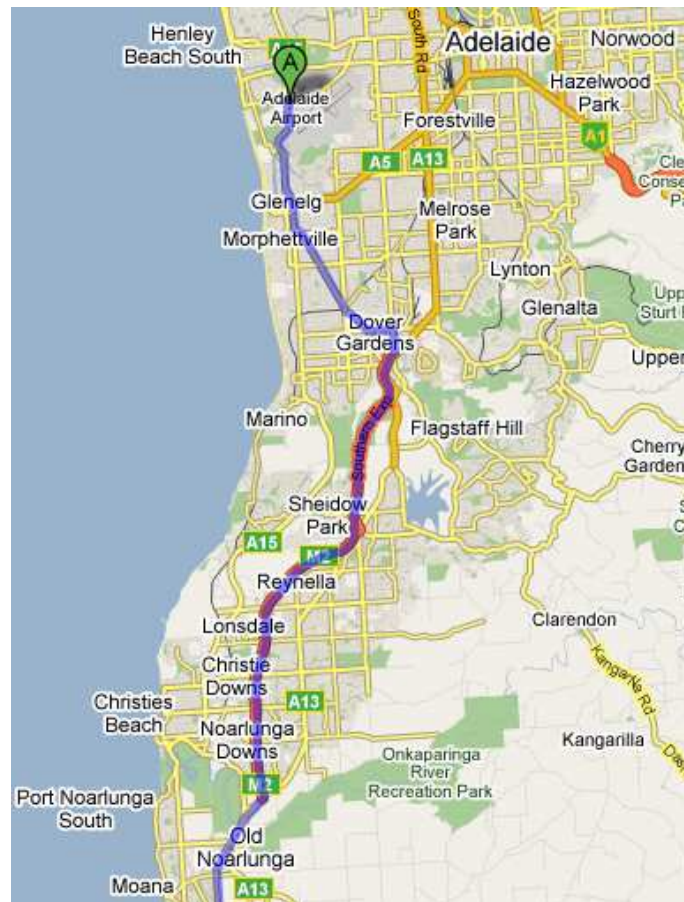 Henley
Beach South
Adelaide
Norwood
South Rd
A
Adelaide
Airport
Hazelwood
Park
Forestville
A1
A5
A13
Glenelg
Melrose
Park
Morphettville
Lynton
Glenalta
Dover
Gardens
Upper
Marino
Southern Exp
Flagstaff Hill
Cherry
Gardens
Sheidow
Park
A15
M2
Reynella
Lonsdale
Clarendon
Christie
Downs
Christies
Beach
A13
Noarlunga
Downs
Kangarilla
Onkaparinga
River
Recreation Park
M2
Port Noarlunga
South
Old
Noarlunga
Moana
A13